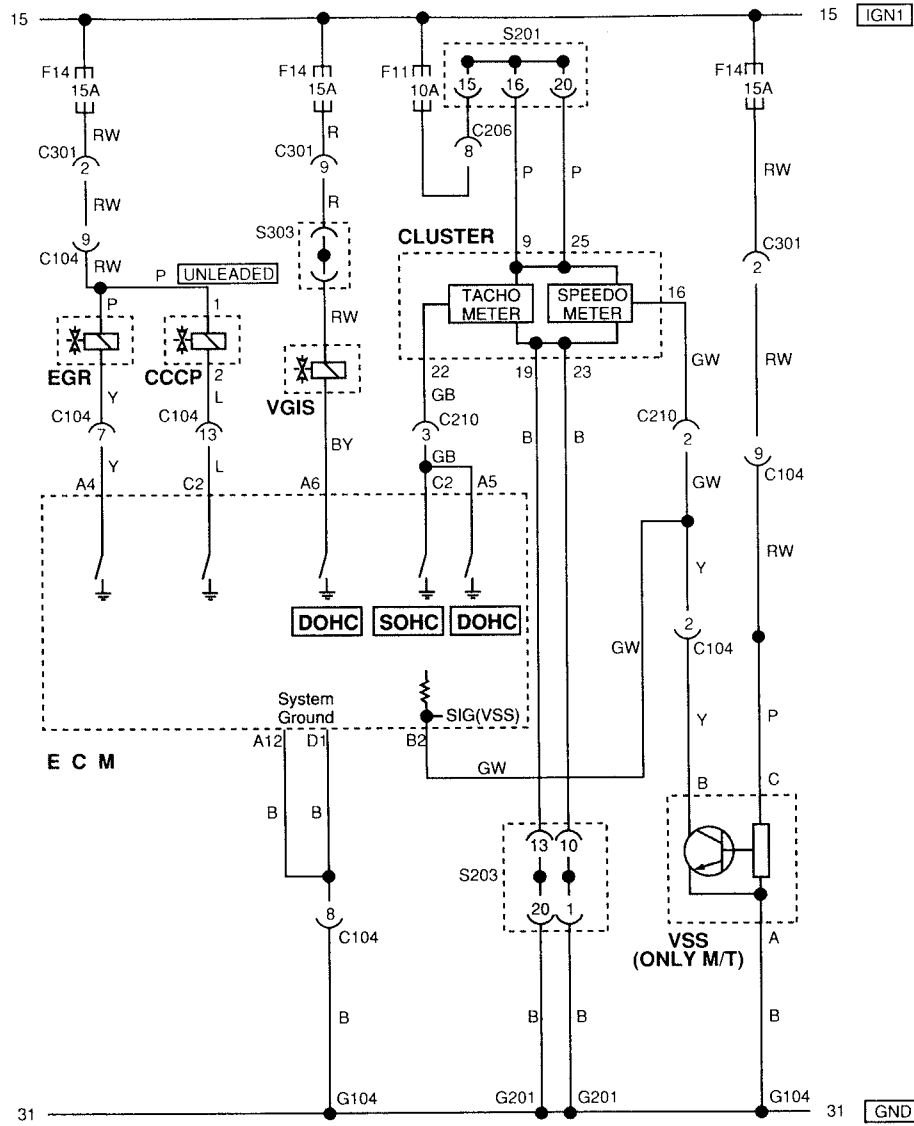 15
15 IGN1
S201
F14
15A
F14
15A
F11
10A
15 16 20
F14
15A
RW
R
C206
8
C301
2
C301
9
P
P
RW
RW
R
9
C104
S303
CLUSTER
9
25
C301
2
RW
P
UNLEADED
P
1
TACHO
METER
SPEEDO
METER
16
RW
EGR
CCCP
2
VGIS
22
19
23
GW
RW
Y
L
GB
C104
7
C104
13
C210
3
B
B
C210
2
BY
GB
9
C104
Y
L
GW
A4
C2
A6
C2
A5
RW
Y
DOHC
SOHC
DOHC
2
C104
GW
System
Ground
SIG(VSS)
Y
P
A12
D1
B2
E C M
GW
B
C
B
B
S203
13
10
20
1
8
C104
VSS
(ONLY M/T)
A
B
B
B
B
G104
G201
G201
G104
31
31 GND